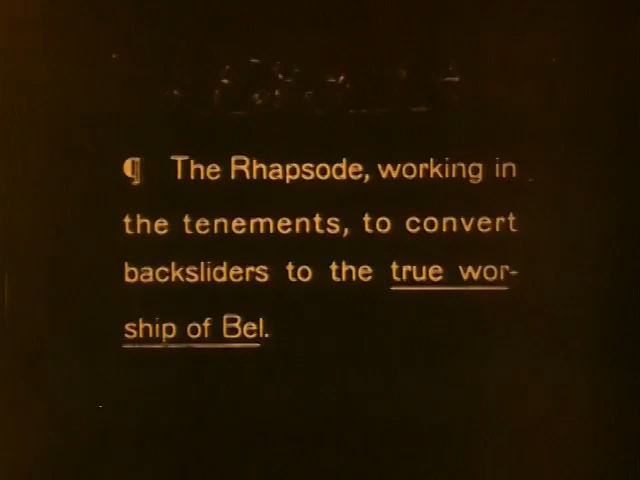 ¶ The Rhapsode, working in
the tenements, to convert
backsliders to the true wor-
ship of Bel.